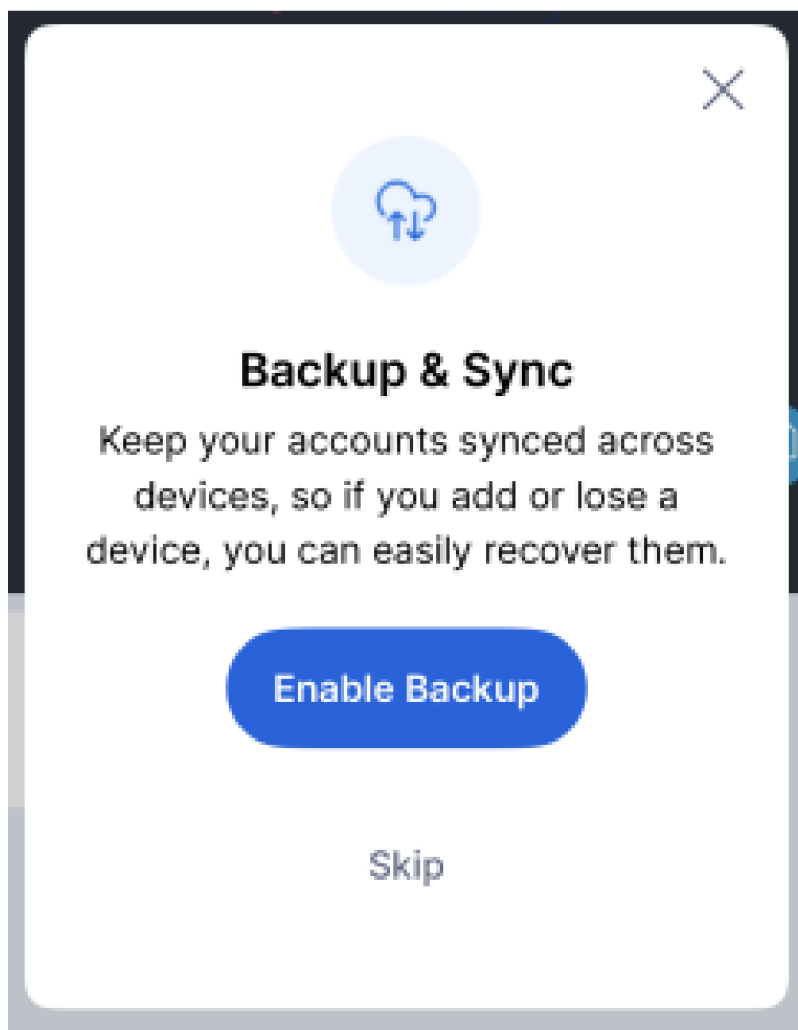 Backup & Sync
Keep your accounts synced across
devices, so if you add or lose a
device, you can easily recover them.
Enable Backup
Skip